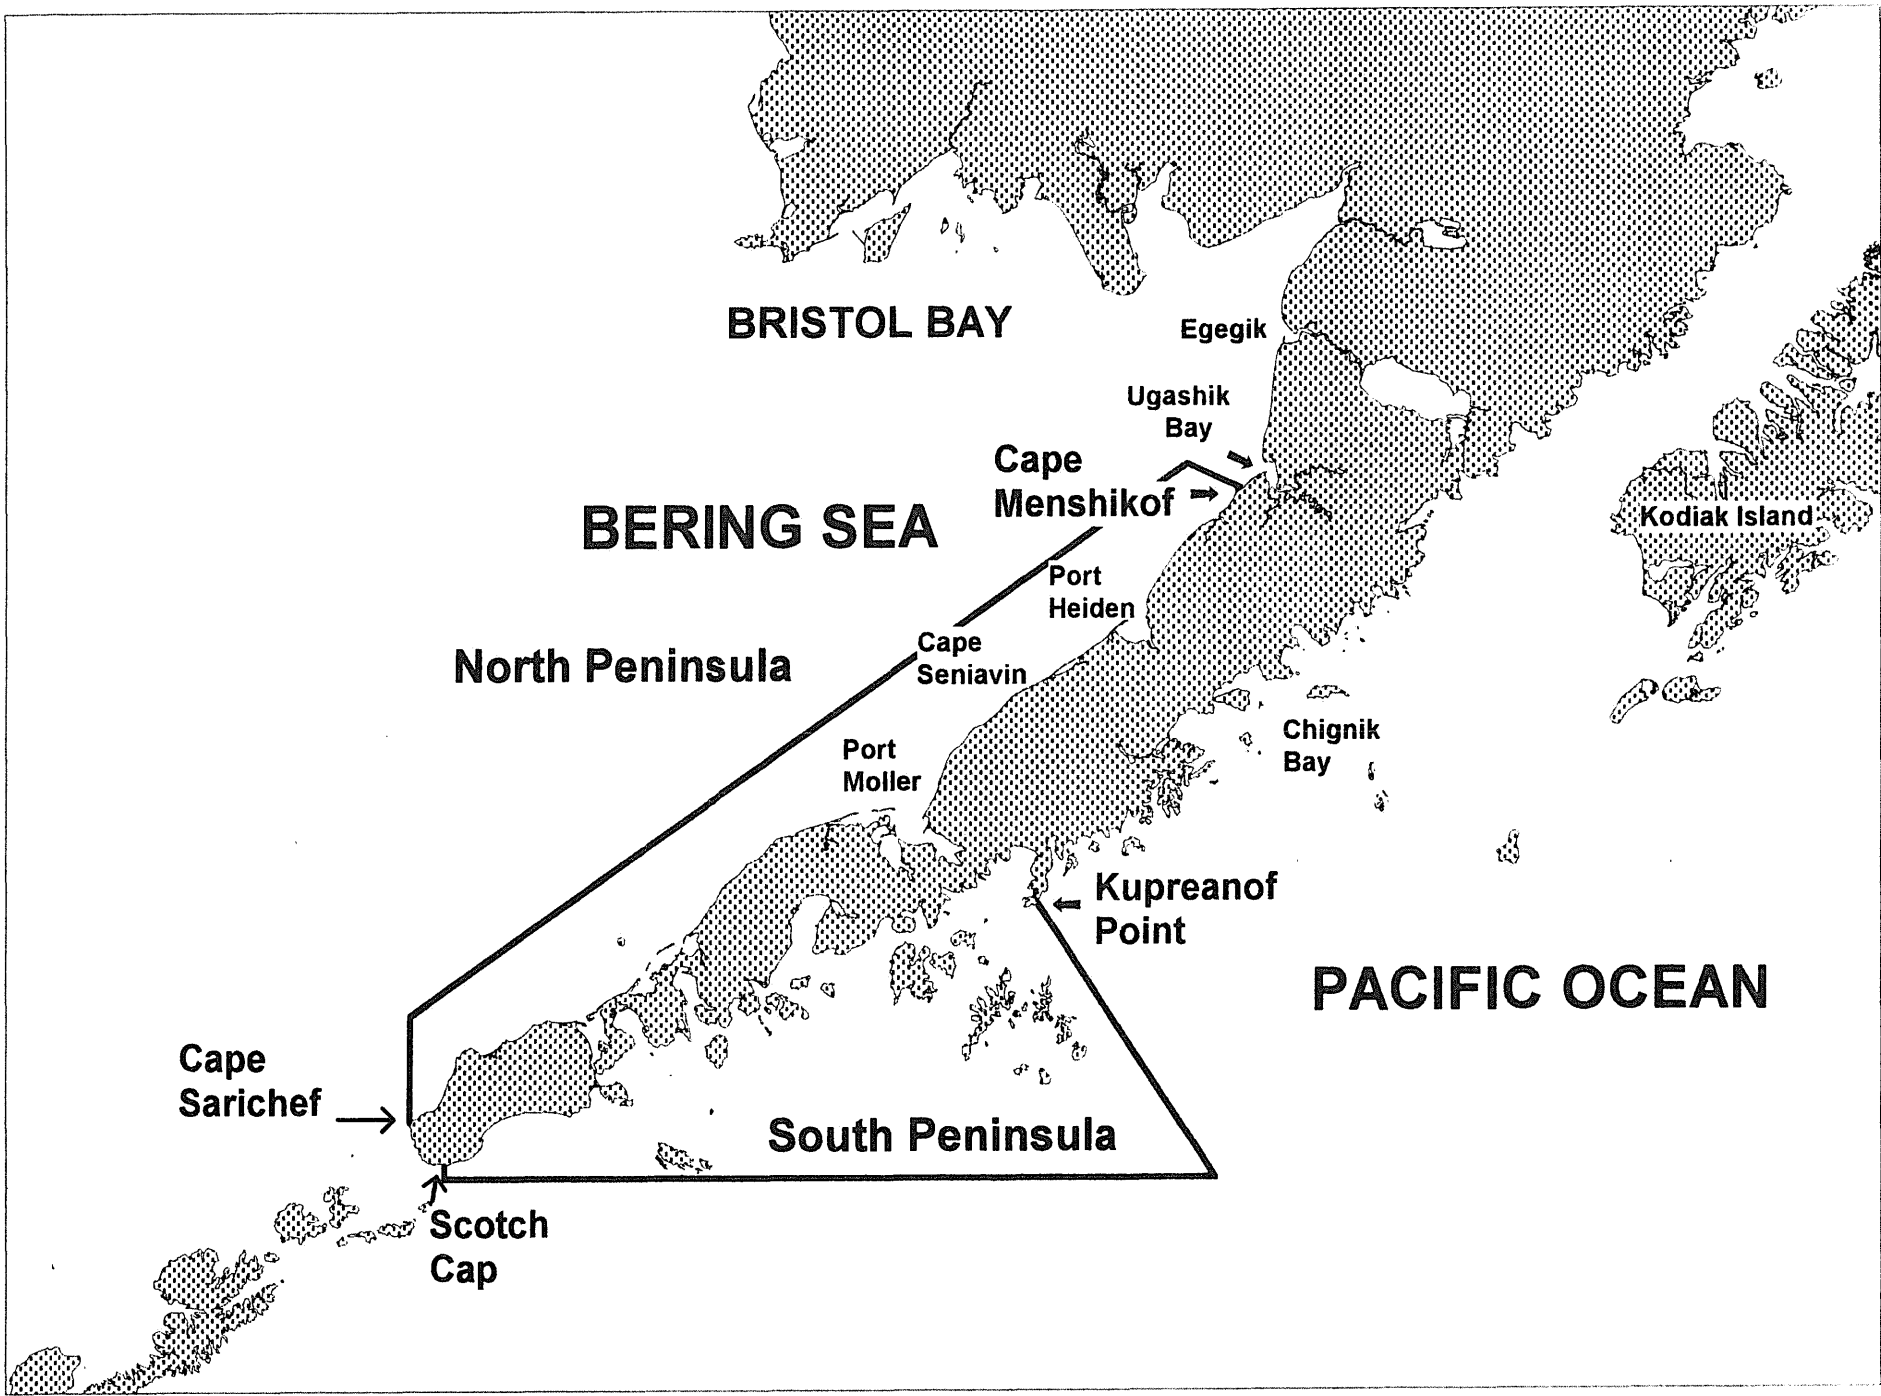 BRISTOL BAY
Egegik
Ugashik
Bay
Cape
Menshikof
BERING SEA
Kodiak Island
Port
Heiden
Cape
Seniavin
North Peninsula
Chignik
Bay
Port
Moller
Kupreanof
Point
PACIFIC OCEAN
Cape
Sarichef
South Peninsula
Scotch
Cap